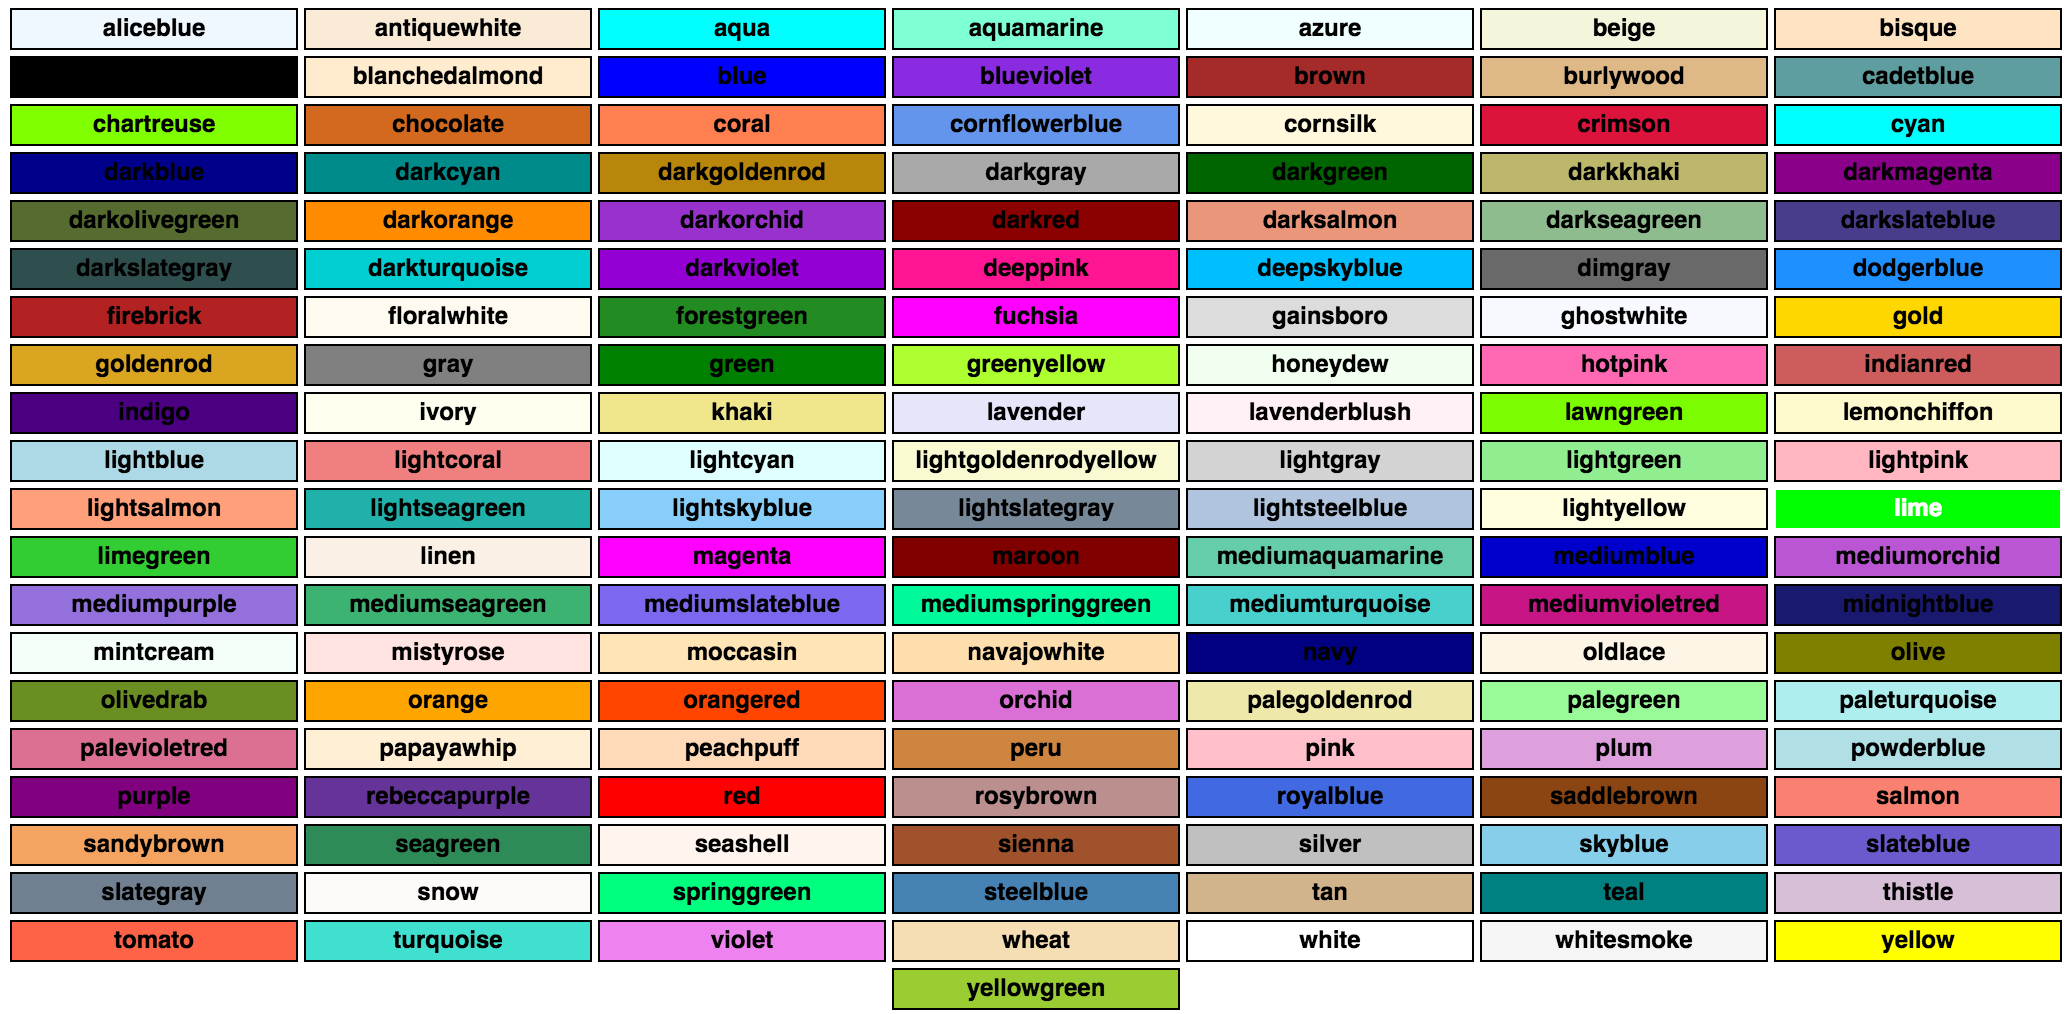 aliceblue antiquewhite aqua aquamarine azure beige bisque
blanchedalmond blue blueviolet brown burlywood cadetblue
chartreuse chocolate coral cornflowerblue cornsilk crimson cyan
darkblue darkcyan darkgoldenrod darkgray darkgreen darkkhaki darkmagenta
darkolivegreen darkorange darkorchid darkred darksalmon darkseagreen darkslateblue
darkslategray darkturquoise darkviolet deeppink deepskyblue dimgray dodgerblue
firebrick floralwhite forestgreen fuchsia gainsboro ghostwhite gold
goldenrod gray green greenyellow honeydew hotpink indianred
indigo ivory khaki lavender lavenderblush lawngreen lemonchiffon
lightblue lightcoral lightcyan lightgoldenrodyellow lightgray lightgreen lightpink
lightsalmon lightseagreen lightskyblue lightslategray lightsteelblue lightyellow lime
limegreen linen magenta maroon mediumaquamarine mediumblue mediumorchid
mediumpurple mediumseagreen mediumslateblue mediumspringgreen mediumturquoise mediumvioletred midnightblue
mintcream mistyrose moccasin navajowhite navy oldlace olive
olivedrab orange orangered orchid palegoldenrod palegreen paleturquoise
palevioletred papayawhip peachpuff peru pink plum powderblue
purple rebeccapurple red rosybrown royalblue saddlebrown salmon
sandybrown seagreen seashell sienna silver skyblue slateblue
slategray snow springgreen steelblue tan teal thistle
tomato turquoise violet wheat white whitesmoke yellow
yellowgreen